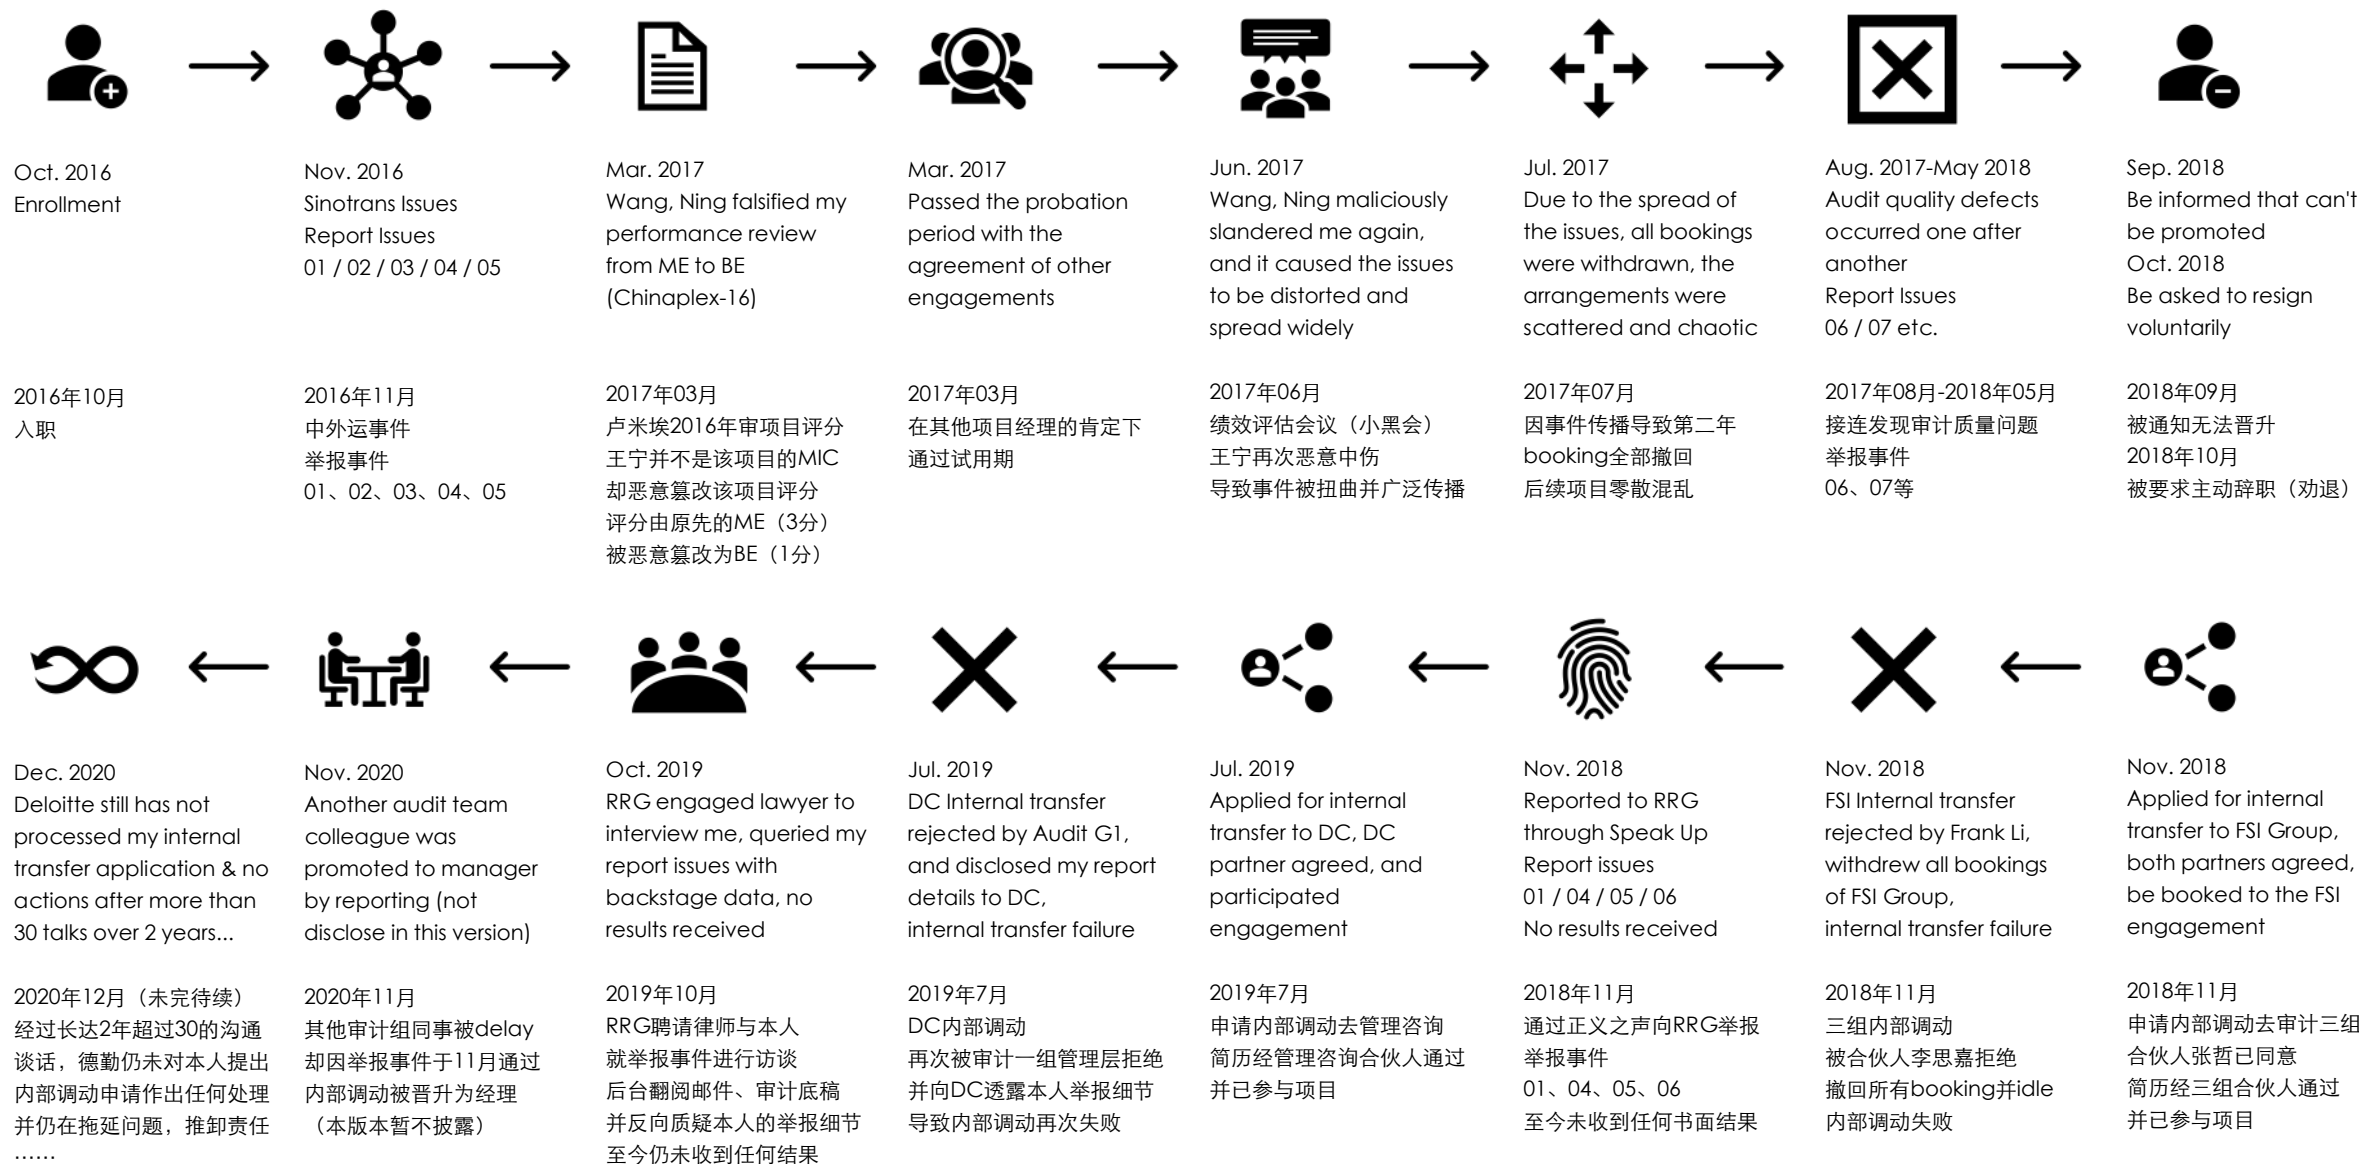 Oct. 2016
Enrollment
2016年10月
入职
Nov. 2016
Sinotrans Issues
Report Issues
01 / 02 / 03 / 04 / 05
2016年11月
中外运事件
举报事件
01、02、03、04、05
Mar. 2017
Wang, Ning falsified my
performance review
from ME to BE
(Chinaplex-16)
2017年03月
卢米埃2016年审项目评分
王宁并不是该项目的MIC
却恶意篡改该项目评分
评分由原先的ME（3分）
被恶意篡改为BE（1分）
Mar. 2017
Passed the probation
period with the
agreement of other
engagements
2017年03月
在其他项目经理的肯定下
通过试用期
Jun. 2017
Wang, Ning maliciously
slandered me again,
and it caused the issues
to be distorted and
spread widely
2017年06月
绩效评估会议（小黑会）
王宁再次恶意中伤
导致事件被扭曲并广泛传播
Jul. 2017
Due to the spread of
the issues, all bookings
were withdrawn, the
arrangements were
scattered and chaotic
2017年07月
因事件传播导致第二年
booking全部撤回
后续项目零散混乱
Aug. 2017-May 2018
Audit quality defects
occurred one after
another
Report Issues
06 / 07 etc.
2017年08月-2018年05月
接连发现审计质量问题
举报事件
06、07等
Sep. 2018
Be informed that can't
be promoted
Oct. 2018
Be asked to resign
voluntarily
2018年09月
被通知无法晋升
2018年10月
被要求主动辞职（劝退）
Nov. 2018
Applied for internal
transfer to FSI Group,
both partners agreed,
be booked to the FSI
engagement
2018年11月
申请内部调动去审计三组
合伙人张哲已同意
简历经三组合伙人通过
并已参与项目
Nov. 2018
FSI Internal transfer
rejected by Frank Li,
withdrew all bookings
of FSI Group,
internal transfer failure
2018年11月
三组内部调动
被合伙人李思嘉拒绝
撤回所有booking并idle
内部调动失败
Nov. 2018
Reported to RRG
through Speak Up
Report issues
01 / 04 / 05 / 06
No results received
2018年11月
通过正义之声向RRG举报
举报事件
01、04、05、06
至今未收到任何书面结果
Jul. 2019
Applied for internal
transfer to DC, DC
partner agreed, and
participated
engagement
2019年7月
申请内部调动去管理咨询
简历经管理咨询合伙人通过
并已参与项目
Jul. 2019
DC Internal transfer
rejected by Audit G1,
and disclosed my report
details to DC,
internal transfer failure
2019年7月
DC内部调动
再次被审计一组管理层拒绝
并向DC透露本人举报细节
导致内部调动再次失败
Oct. 2019
RRG engaged lawyer to
interview me, queried my
report issues with
backstage data, no
results received
2019年10月
RRG聘请律师与本人
就举报事件进行访谈
后台翻阅邮件、审计底稿
并反向质疑本人的举报细节
至今仍未收到任何结果
Nov. 2020
Another audit team
colleague was
promoted to manager
by reporting (not
disclose in this version)
2020年11月
其他审计组同事被delay
却因举报事件于11月通过
内部调动被晋升为经理
（本版本暂不披露）
Dec. 2020
Deloitte still has not
processed my internal
transfer application & no
actions after more than
30 talks over 2 years...
2020年12月（未完待续）
经过长达2年超过30的沟通
谈话，德勤仍未对本人提出
内部调动申请作出任何处理
并仍在拖延问题，推卸责任
……